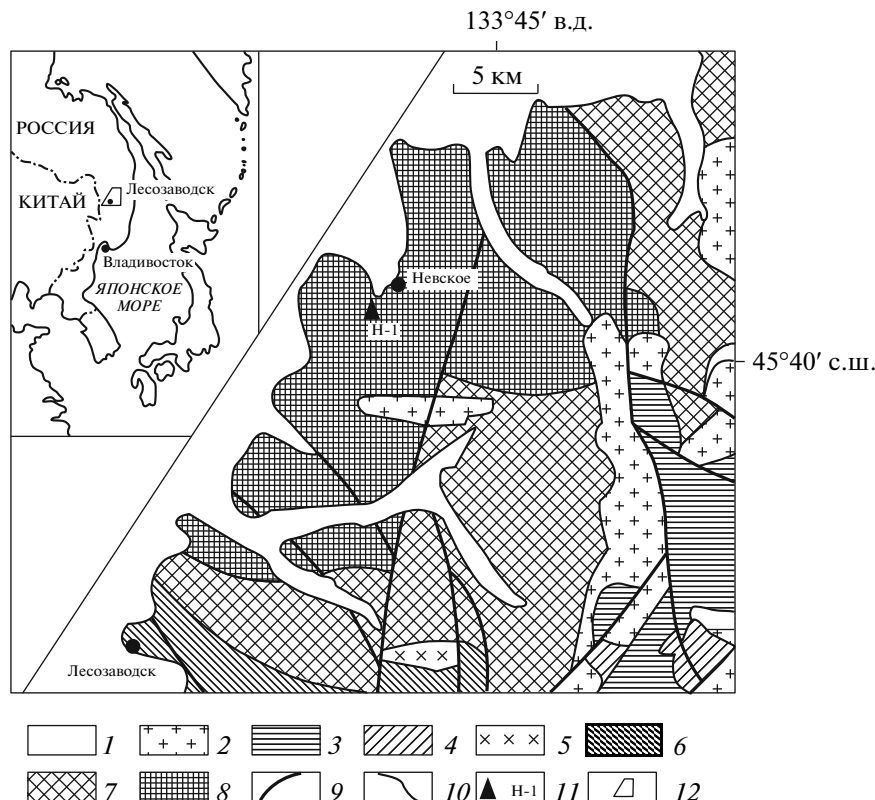 133°45′ в.д.
5 км
РОССИЯ
КИТАЙ
Лесозаводск
Владивосток
ЯПОНСКОЕ
МОРЕ
Невское
Н-1
45°40′ с.ш.
Лесозаводск
1 2 3 4 5 6
7 8 9 10 Н-1 11 12